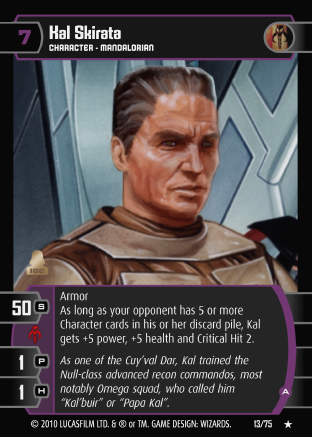 7
Kal Skirata
CHARACTER - MANDALORIAN
100
50 S
1 P
1 H
Armor
As long as your opponent has 5 or more
Character cards in his or her discard pile, Kal
gets +5 power, +5 health and Critical Hit 2.
As one of the Cuy'val Dar, Kal trained the
Null-class advanced recon commandos, most
notably Omega squad, who called him
"Kal'buir" or "Papa Kal".
A
© 2010 LUCASFILM LTD. & ® or TM. GAME DESIGN: WIZARDS.
13/75 ★